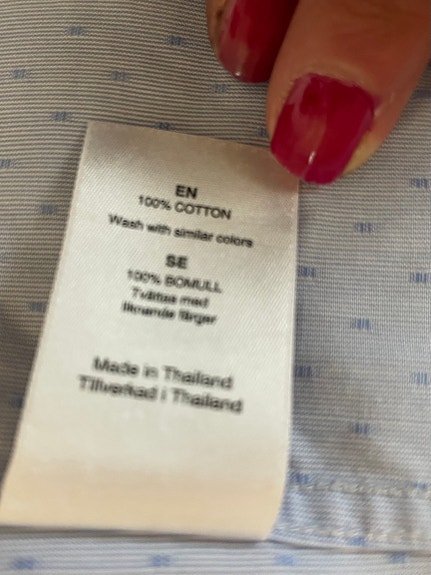 EN
100% COTTON
Wash with similar colors
SE
100% BOMULL
Tvättas med
liknande färger
Made in Thailand
Tillverkad i Thailand